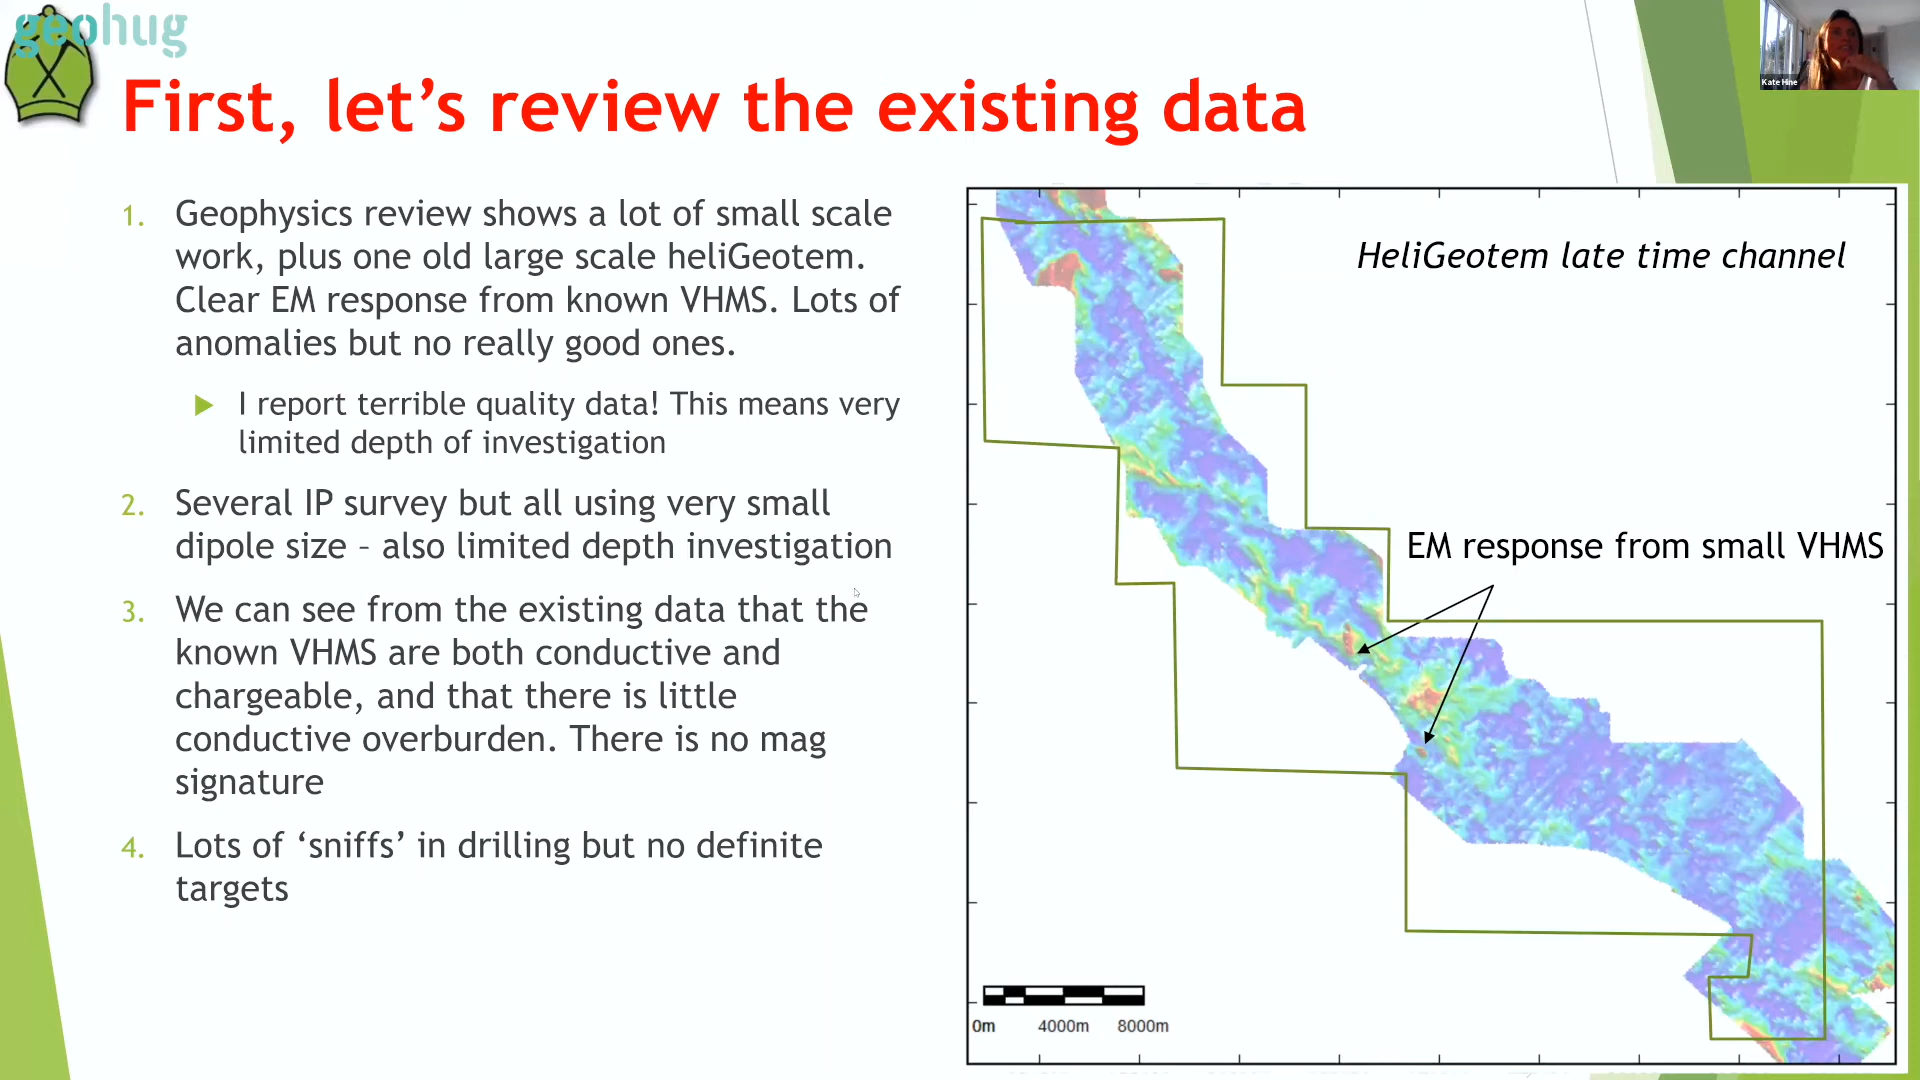 geohug
First, let’s review the existing data
Kate Hine
1. Geophysics review shows a lot of small scale
work, plus one old large scale heliGeotem.
Clear EM response from known VHMS. Lots of
anomalies but no really good ones.
I report terrible quality data! This means very
limited depth of investigation
2. Several IP survey but all using very small
dipole size – also limited depth investigation
3. We can see from the existing data that the
known VHMS are both conductive and
chargeable, and that there is little
conductive overburden. There is no mag
signature
4. Lots of ‘sniffs’ in drilling but no definite
targets
HeliGeotem late time channel
EM response from small VHMS
0m 4000m 8000m